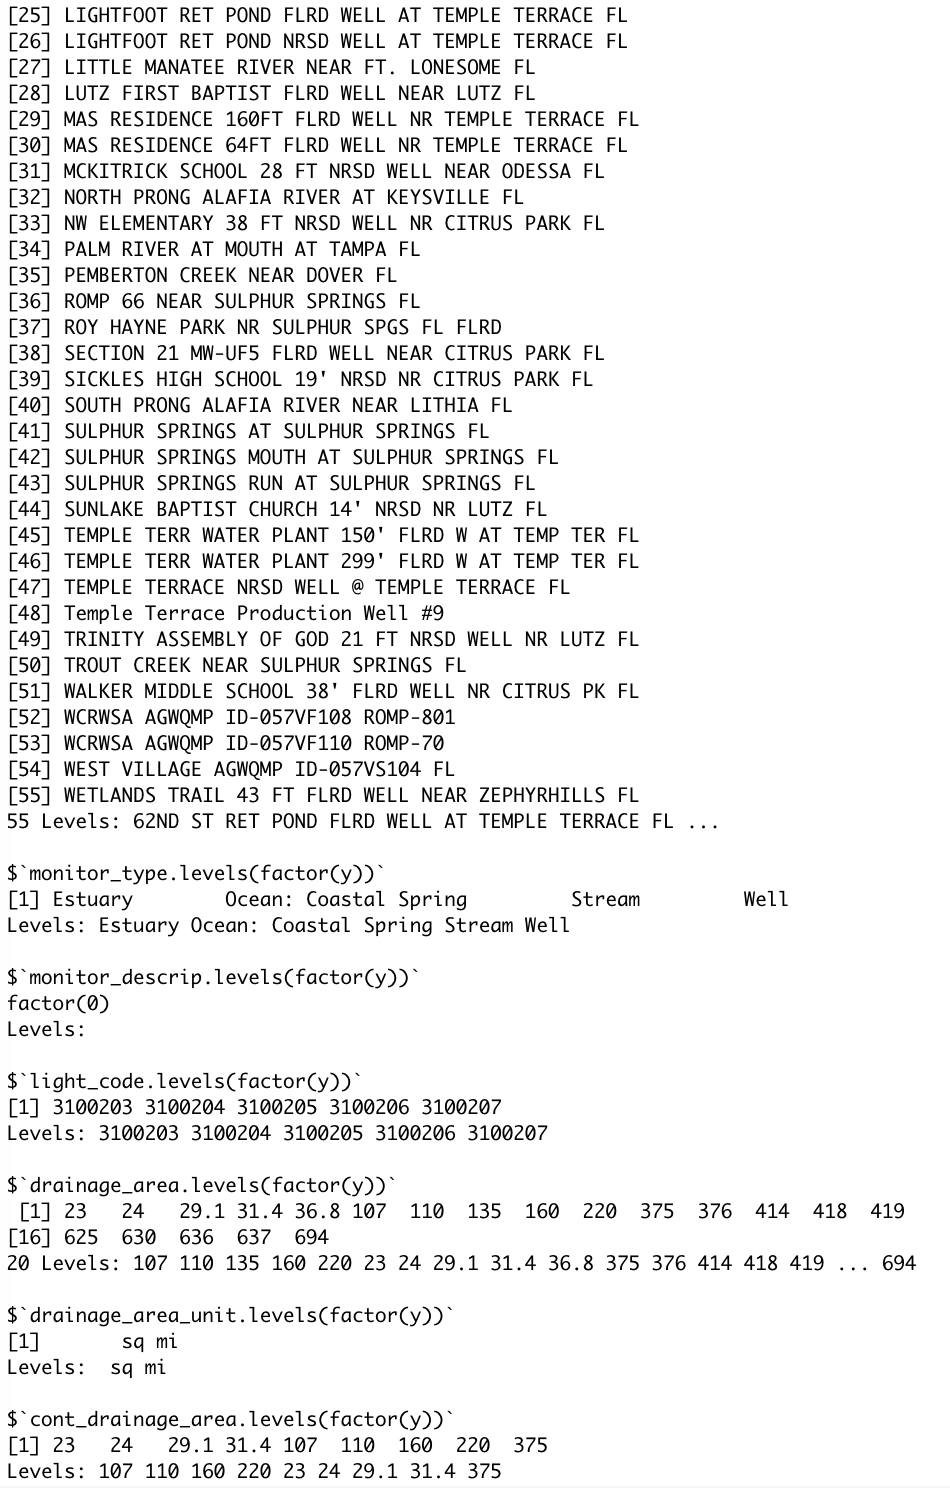 [25] LIGHTFOOT RET POND FLRD WELL AT TEMPLE TERRACE FL
[26] LIGHTFOOT RET POND NRSD WELL AT TEMPLE TERRACE FL
[27] LITTLE MANATEE RIVER NEAR FT. LONESOME FL
[28] LUTZ FIRST BAPTIST FLRD WELL NEAR LUTZ FL
[29] MAS RESIDENCE 160FT FLRD WELL NR TEMPLE TERRACE FL
[30] MAS RESIDENCE 64FT FLRD WELL NR TEMPLE TERRACE FL
[31] MCKITRICK SCHOOL 28 FT NRSD WELL NEAR ODESSA FL
[32] NORTH PRONG ALAFIA RIVER AT KEYSVILLE FL
[33] NW ELEMENTARY 38 FT NRSD WELL NR CITRUS PARK FL
[34] PALM RIVER AT MOUTH AT TAMPA FL
[35] PEMBERTON CREEK NEAR DOVER FL
[36] ROMP 66 NEAR SULPHUR SPRINGS FL
[37] ROY HAYNE PARK NR SULPHUR SPGS FL FLRD
[38] SECTION 21 MW-UF5 FLRD WELL NEAR CITRUS PARK FL
[39] SICKLES HIGH SCHOOL 19' NRSD NR CITRUS PARK FL
[40] SOUTH PRONG ALAFIA RIVER NEAR LITHIA FL
[41] SULPHUR SPRINGS AT SULPHUR SPRINGS FL
[42] SULPHUR SPRINGS MOUTH AT SULPHUR SPRINGS FL
[43] SULPHUR SPRINGS RUN AT SULPHUR SPRINGS FL
[44] SUNLAKE BAPTIST CHURCH 14' NRSD NR LUTZ FL
[45] TEMPLE TERR WATER PLANT 150' FLRD W AT TEMP TER FL
[46] TEMPLE TERR WATER PLANT 299' FLRD W AT TEMP TER FL
[47] TEMPLE TERRACE NRSD WELL @ TEMPLE TERRACE FL
[48] Temple Terrace Production Well #9
[49] TRINITY ASSEMBLY OF GOD 21 FT NRSD WELL NR LUTZ FL
[50] TROUT CREEK NEAR SULPHUR SPRINGS FL
[51] WALKER MIDDLE SCHOOL 38' FLRD WELL NR CITRUS PK FL
[52] WCRWSA AGWQMP ID-057VF108 ROMP-801
[53] WCRWSA AGWQMP ID-057VF110 ROMP-70
[54] WEST VILLAGE AGWQMP ID-057VS104 FL
[55] WETLANDS TRAIL 43 FT FLRD WELL NEAR ZEPHYRHILLS FL
55 Levels: 62ND ST RET POND FLRD WELL AT TEMPLE TERRACE FL ...
$`monitor_type.levels(factor(y))`
[1] Estuary        Ocean: Coastal Spring         Stream         Well
Levels: Estuary Ocean: Coastal Spring Stream Well
$`monitor_descrip.levels(factor(y))`
factor(0)
Levels:
$`light_code.levels(factor(y))`
[1] 3100203 3100204 3100205 3100206 3100207
Levels: 3100203 3100204 3100205 3100206 3100207
$`drainage_area.levels(factor(y))`
 [1] 23   24   29.1 31.4 36.8 107  110  135  160  220  375  376  414  418  419
[16] 625  630  636  637  694
20 Levels: 107 110 135 160 220 23 24 29.1 31.4 36.8 375 376 414 418 419 ... 694
$`drainage_area_unit.levels(factor(y))`
[1]       sq mi
Levels:  sq mi
$`cont_drainage_area.levels(factor(y))`
[1] 23   24   29.1 31.4 107  110  160  220  375
Levels: 107 110 160 220 23 24 29.1 31.4 375